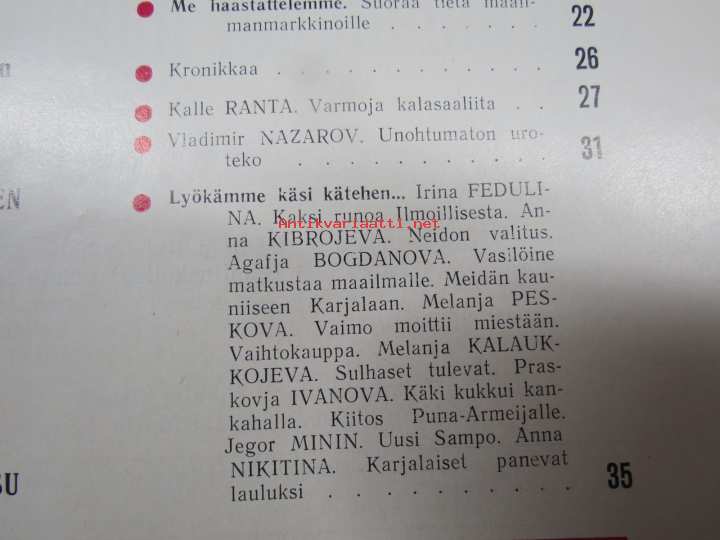 Me haastattelemme. Suoraa tietä maail-
manmarkkinoille . . . . . . 22
Kronikkaa . . . . . . . . . . . 26
Kalle RANTA. Varmoja kalasaaliita . . 27
Vladimir NAZAROV. Unohtumaton uro-
teko . . . . . . . . . . 31
EN
Lyökämme käsi kätehen... Irina FEDULI-
NA. Kaksi runoa Ilmoillisesta. An-
Antikvariaatti.net
na KIBROJEVA. Neidon valitus.
Agafja BOGDANOVA. Vasilöine
matkustaa maailmalle. Meidän kau-
niiseen Karjalaan. Melanja PES-
KOVA. Vaimo moittii miestään.
Vaihtokauppa. Melanja KALAUK-
KOJEVA. Sulhaset tulevat. Pras-
kovja IVANOVA. Käki kukkui kan-
kahalla. Kiitos Puna-Armeijalle.
Jegor MININ. Uusi Sampo. Anna
NIKITINA. Karjalaiset panevat
SU
lauluksi . . . . . . . . . 35